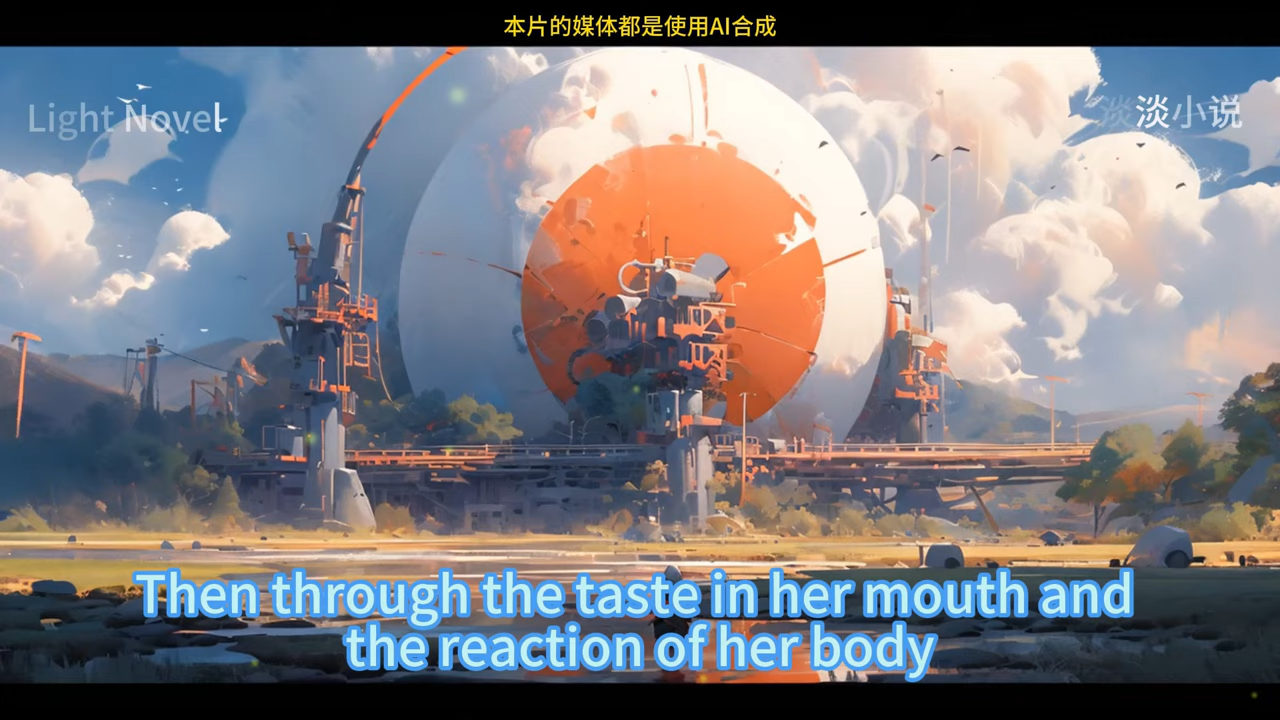 本片的媒体都是使用AI合成
Light Novel
淡淡小说
Then through the taste in her mouth and
the reaction of her body